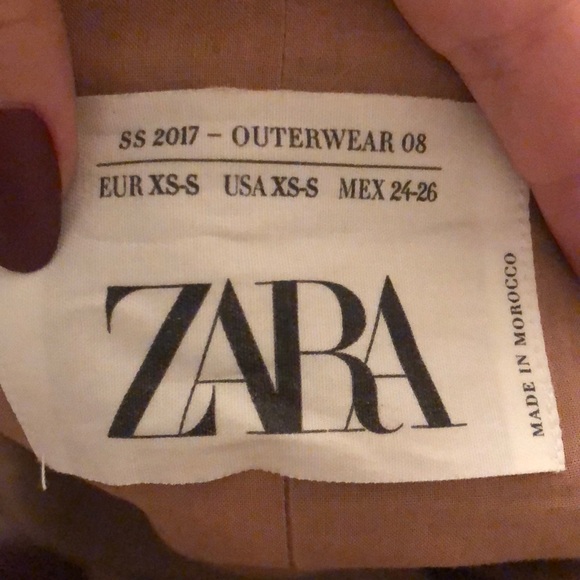 SS 2017 – OUTERWEAR 08
EUR XS-S USA XS-S MEX 24-26
ZARA
MADE IN MOROCCO